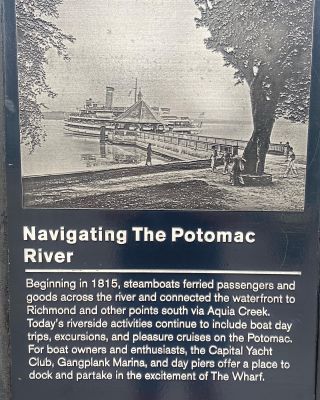 Navigating The Potomac
River
Beginning in 1815, steamboats ferried passengers and
goods across the river and connected the waterfront to
Richmond and other points south via Aquia Creek.
Today's riverside activities continue to include boat day
trips, excursions, and pleasure cruises on the Potomac.
For boat owners and enthusiasts, the Capital Yacht
Club, Gangplank Marina, and day piers offer a place to
dock and partake in the excitement of The Wharf.